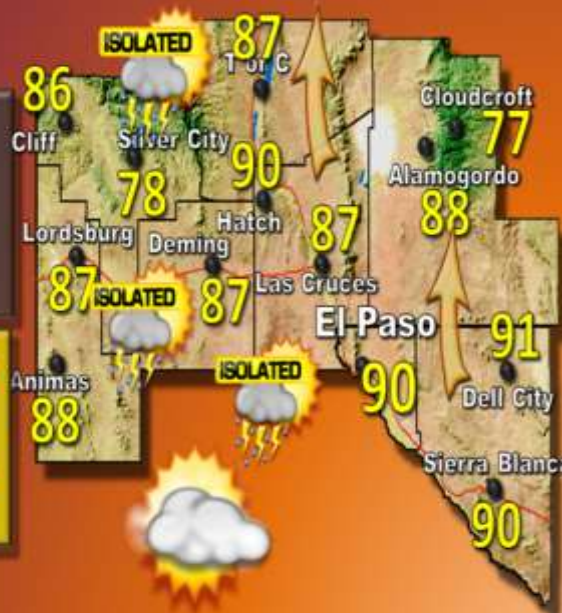 ISOLATED
87
T or C
86
Cliff
Silver City
78
Cloudcroft
77
Alamogordo
88
90
Hatch
Lordsburg
87
Deming
87
87
Las Cruces
ISOLATED
El Paso
90
91
Dell City
ISOLATED
Animas
88
Sierra Blanca
90